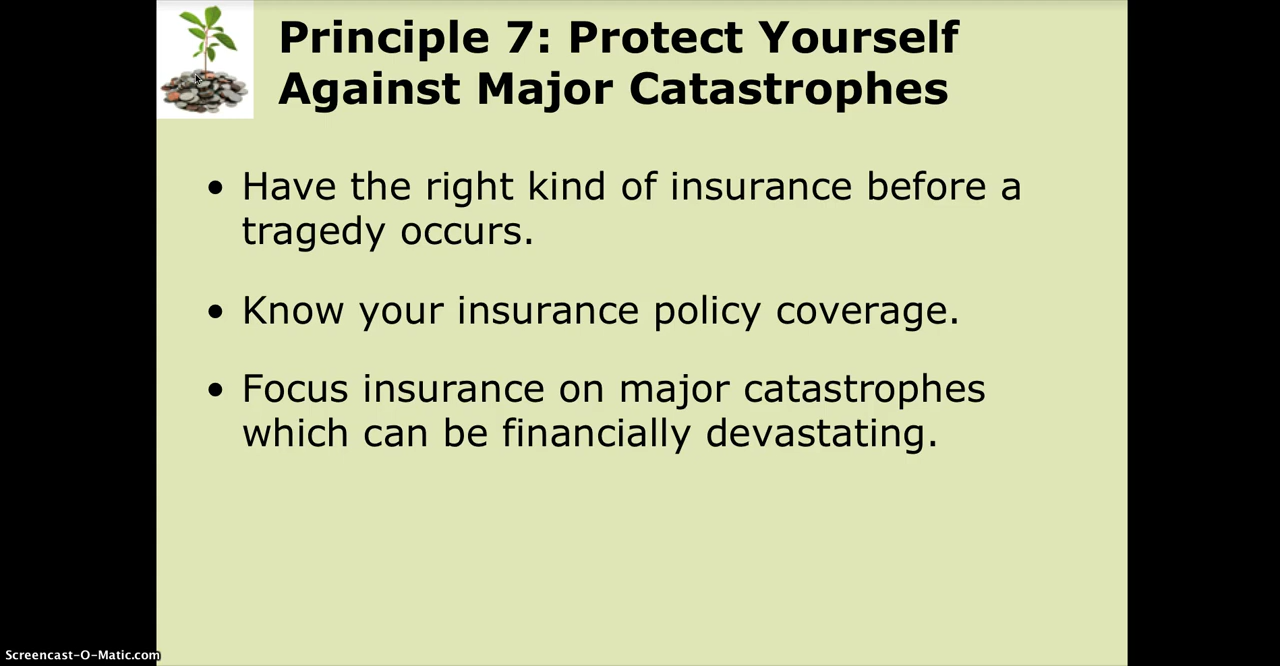 Principle 7: Protect Yourself
Against Major Catastrophes
• Have the right kind of insurance before a
tragedy occurs.
• Know your insurance policy coverage.
• Focus insurance on major catastrophes
which can be financially devastating.
Screencast-O-Matic.com